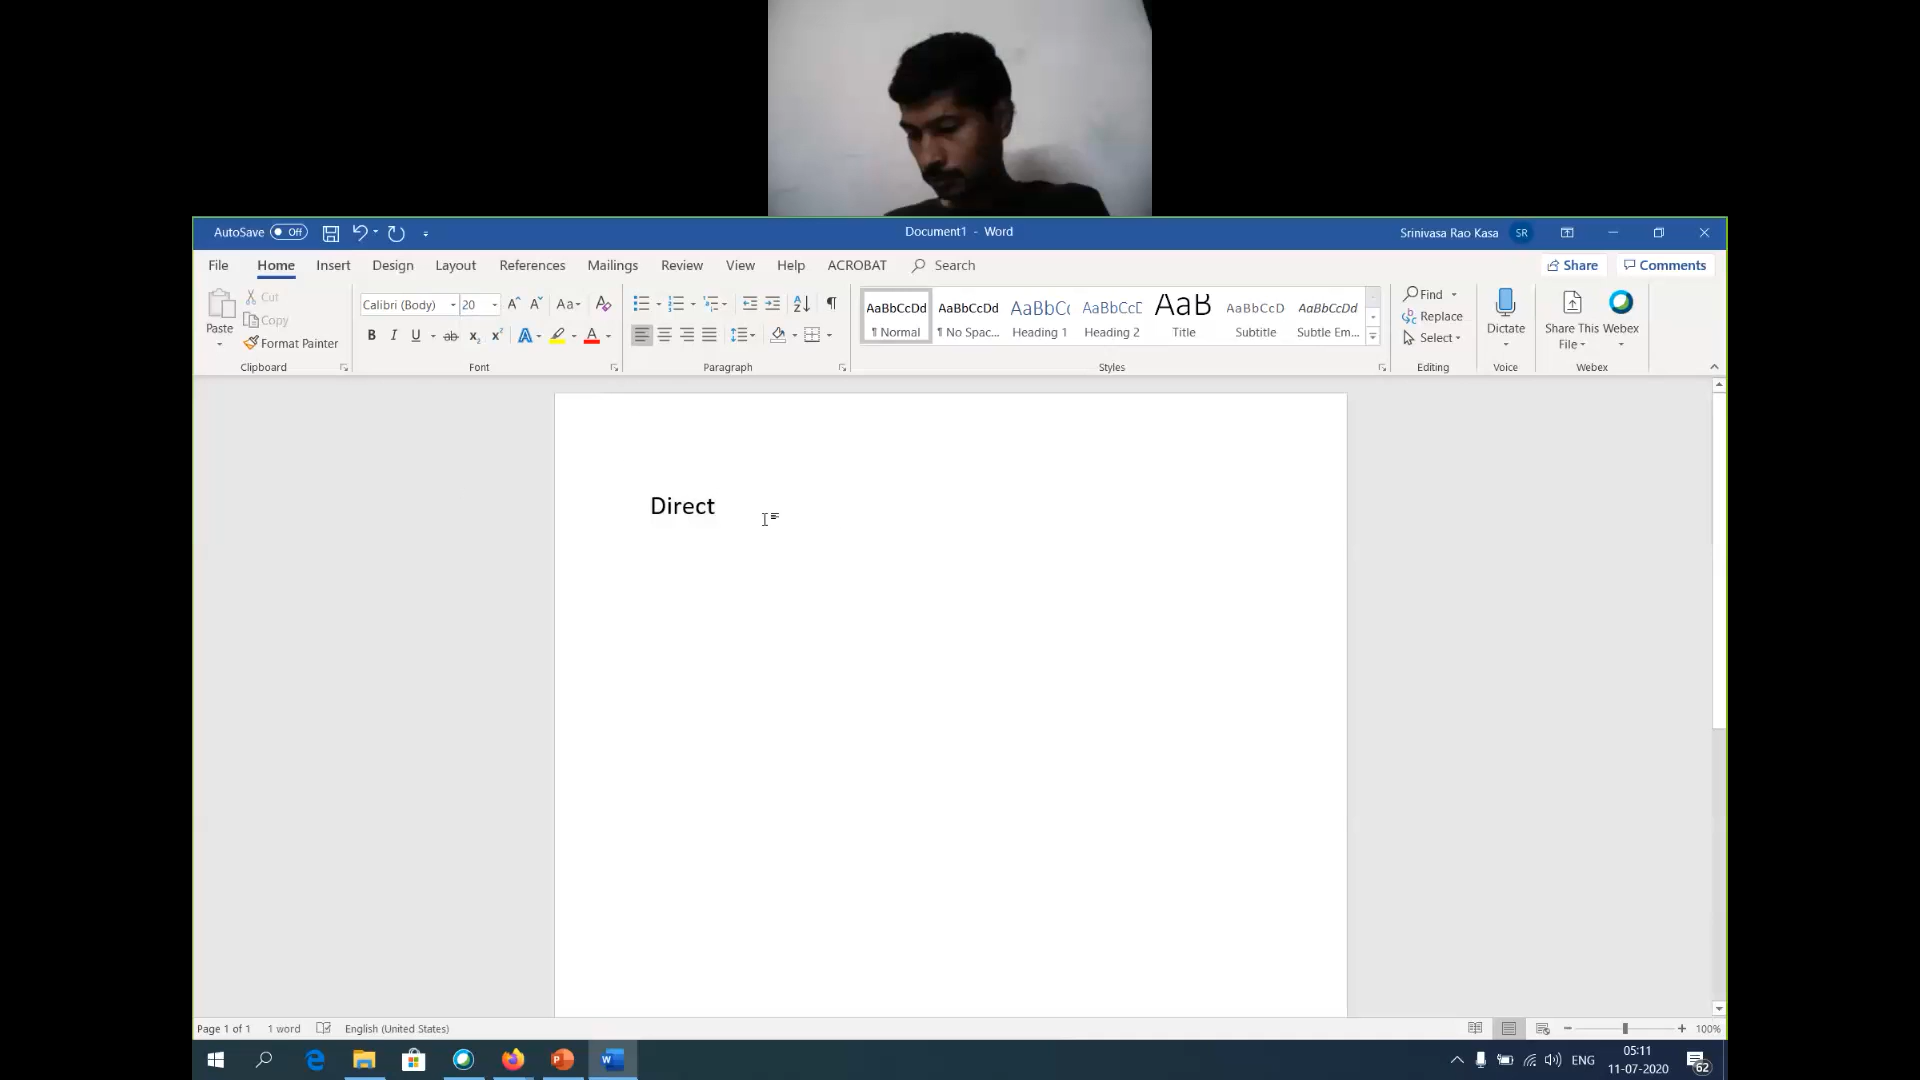 AutoSave Off
Document1 - Word
Srinivasa Rao Kasa SR
File Home Insert Design Layout References Mailings Review View Help ACROBAT Search
Share Comments
Paste
Cut
Copy
Format Painter
Clipboard
Calibri (Body) 20
Font
Paragraph
AaBbCcDd
¶ Normal
AaBbCcDd
¶ No Spac...
AaBbCc
Heading 1
AaBbCcD
Heading 2
AaB
Title
AaBbCcD
Subtitle
AaBbCcDd
Subtle Em...
Styles
Find
Replace
Select
Editing
Dictate
Voice
Share This File
Webex
Webex
Direct
Page 1 of 1 1 word English (United States) 100%
ENG
05:11
11-07-2020
62